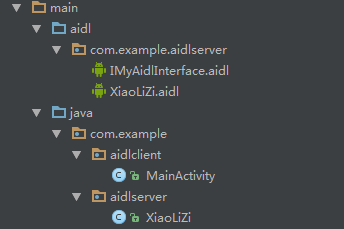 main
aidl
com.example.aidlserver
IMyAidlInterface.aidl
XiaoLiZi.aidl
java
com.example
aidlclient
MainActivity
aidlserver
XiaoLiZi